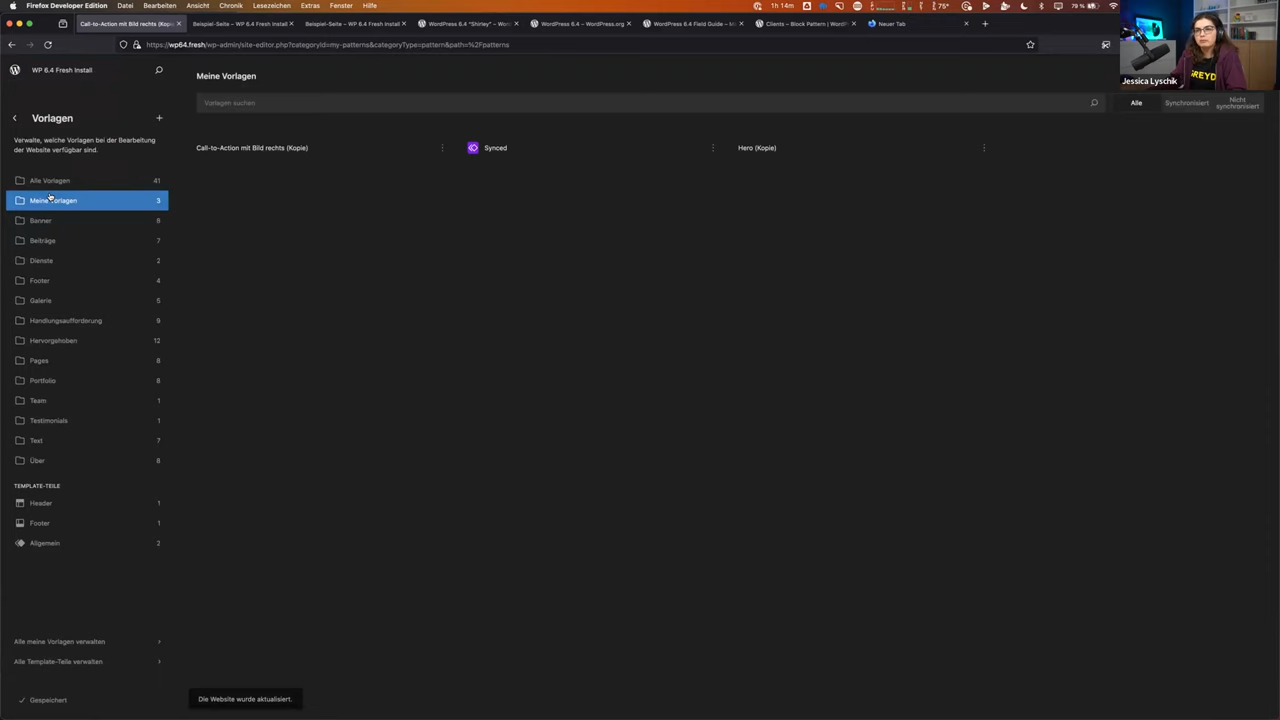 Firefox Developer Edition Datei Bearbeiten Ansicht Chronik Lesezeichen Extras Fenster Hilfe 1h 14m 75° 79 %
Call-to-Action mit Bild rechts (Kopi Beispiel-Seite – WP 6.4 Fresh Install Beispiel-Seite – WP 6.4 Fresh Install WordPress 6.4 "Shirley" – Word WordPress 6.4 – WordPress.org WordPress 6.4 Field Guide – M Clients – Block Pattern | WordP Neuer Tab
https://wp64.fresh/wp-admin/site-editor.php?categoryId=my-patterns&categoryType=pattern&path=%2Fpatterns
Jessica Lyschik
GREYD
WP 6.4 Fresh Install
Meine Vorlagen
Vorlagen suchen
Alle Synchronisiert Nicht synchronisiert
Vorlagen
Verwalte, welche Vorlagen bei der Bearbeitung
der Website verfügbar sind.
Call-to-Action mit Bild rechts (Kopie) Synced Hero (Kopie)
Alle Vorlagen 41
Meine Vorlagen 3
Banner 8
Beiträge 7
Dienste 2
Footer 4
Galerie 5
Handlungsaufforderung 9
Hervorgehoben 12
Pages 8
Portfolio 8
Team 1
Testimonials 1
Text 7
Über 8
TEMPLATE-TEILE
Header 1
Footer 1
Allgemein 2
Alle meine Vorlagen verwalten
Alle Template-Teile verwalten
Gespeichert
Die Website wurde aktualisiert.